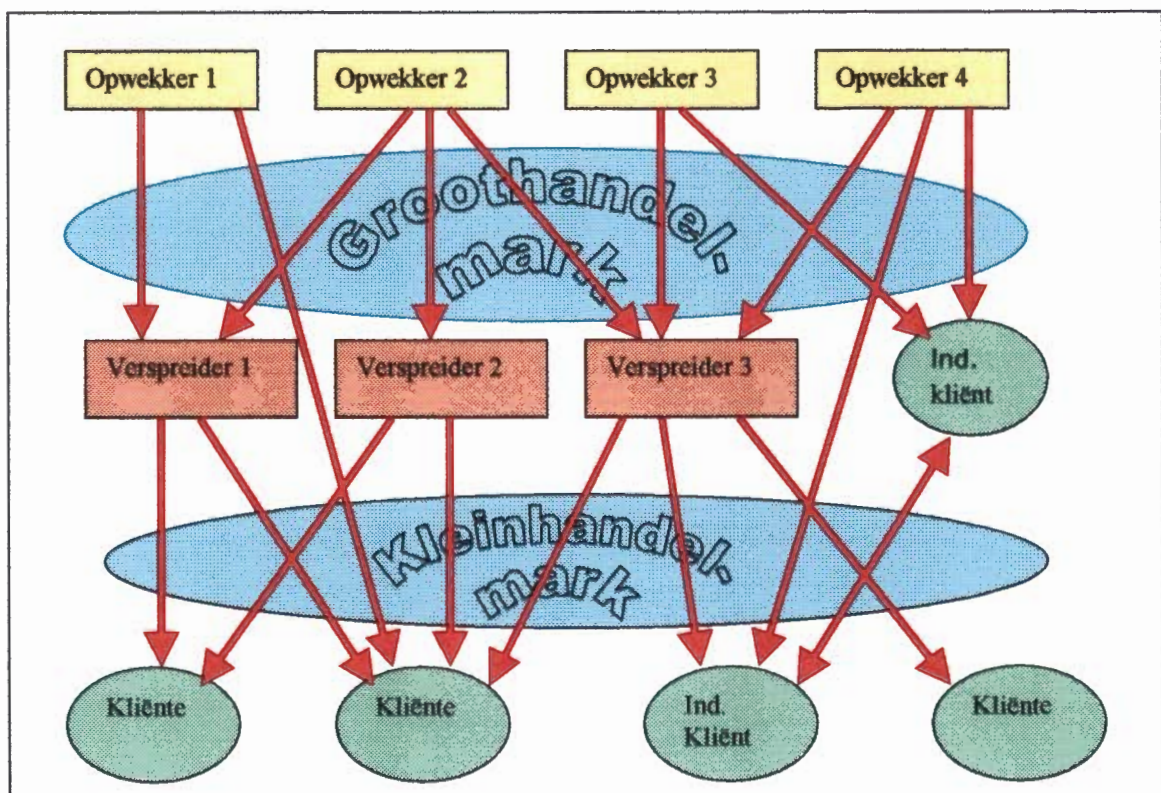 Opwekker 1
Opwekker 2
Opwekker 3
Opwekker 4
Groothandel-
mark
Verspreider 1
Verspreider 2
Verspreider 3
Ind.
kliënt
Kleinhandel-
mark
Kliënte
Kliënte
Ind.
Kliënt
Kliënte